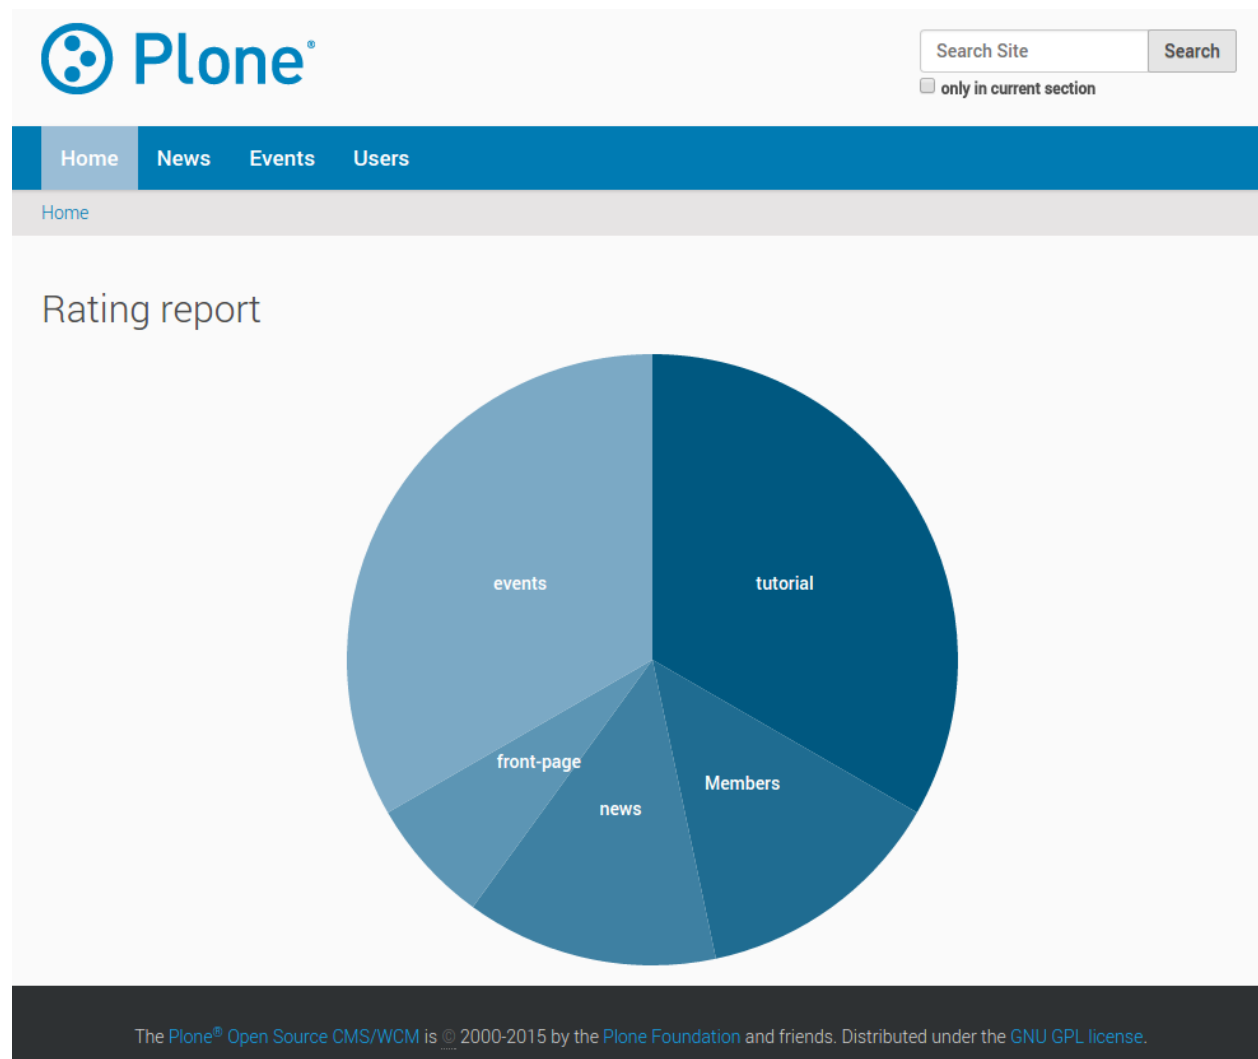 Plone®
Search Site
Search
only in current section
Home
News
Events
Users
Home
Rating report
events
tutorial
front-page
Members
news
The Plone® Open Source CMS/WCM is © 2000-2015 by the Plone Foundation and friends. Distributed under the GNU GPL license.